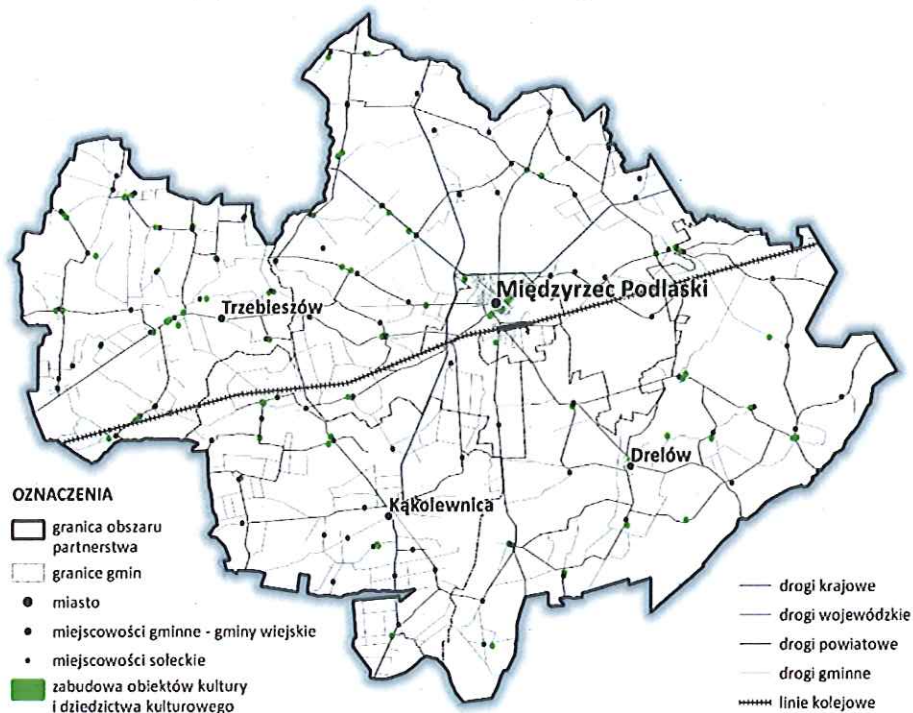 Międzyrzec Podlaski
Trzebieszów
Drelów
Kąkolewnica
OZNACZENIA
granica obszaru
partnerstwa
granice gmin
miasto
miejscowości gminne - gminy wiejskie
miejscowości sołeckie
zabudowa obiektów kultury
i dziedzictwa kulturowego
drogi krajowe
drogi wojewódzkie
drogi powiatowe
drogi gminne
linie kolejowe